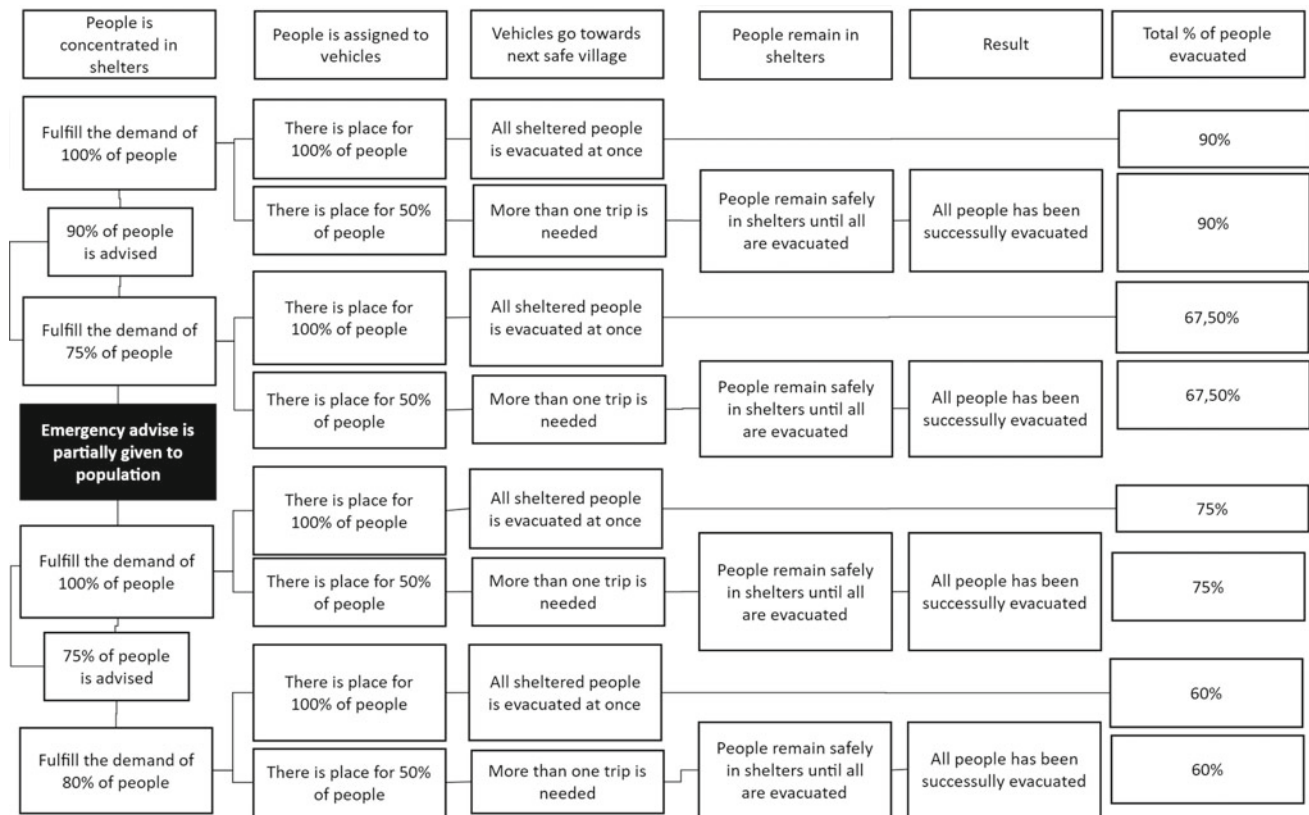 People is
concentrated in
shelters
People is assigned to
vehicles
Vehicles go towards
next safe village
People remain in
shelters
Result
Total % of people
evacuated
Fulfill the demand of
100% of people
There is place for
100% of people
All sheltered people
is evacuated at once
90%
There is place for 50%
of people
More than one trip is
needed
People remain safely
in shelters until all
are evacuated
All people has been
successully evacuated
90%
90% of people
is advised
Fulfill the demand of
75% of people
There is place for
100% of people
All sheltered people
is evacuated at once
67,50%
There is place for 50%
of people
More than one trip is
needed
People remain safely
in shelters until all
are evacuated
All people has been
successully evacuated
67,50%
Emergency advise is
partially given to
population
Fulfill the demand of
100% of people
There is place for
100% of people
All sheltered people
is evacuated at once
75%
There is place for 50%
of people
More than one trip is
needed
People remain safely
in shelters until all
are evacuated
All people has been
successully evacuated
75%
75% of people
is advised
Fulfill the demand of
80% of people
There is place for
100% of people
All sheltered people
is evacuated at once
60%
There is place for 50%
of people
More than one trip is
needed
People remain safely
in shelters until all
are evacuated
All people has been
successully evacuated
60%